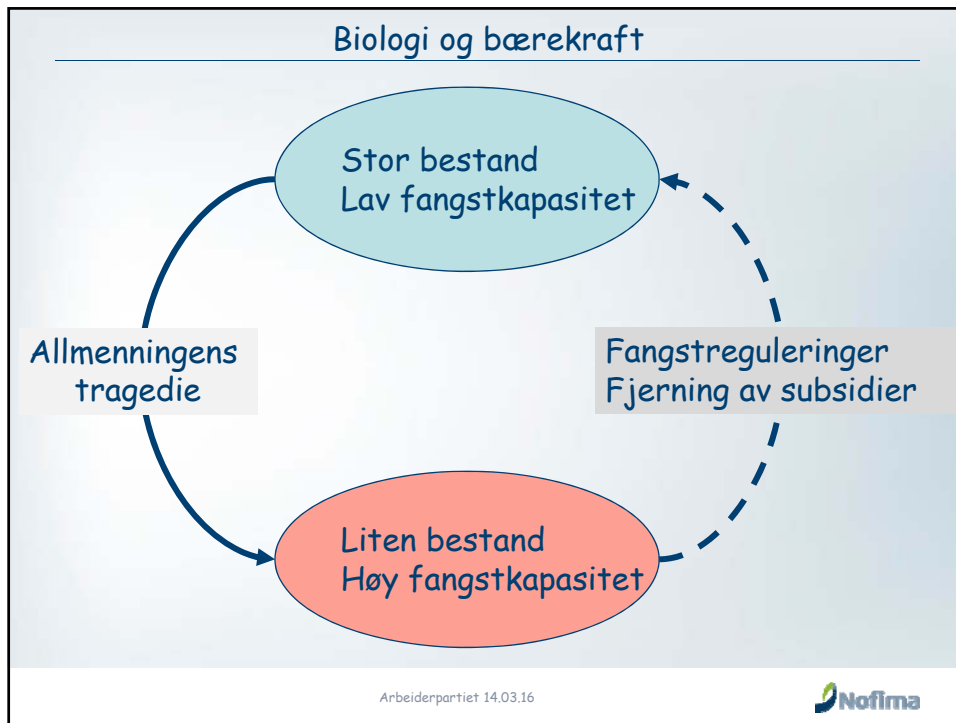 Biologi og bærekraft
Stor bestand
Lav fangstkapasitet
Allmenningens
tragedie
Fangstreguleringer
Fjerning av subsidier
Liten bestand
Høy fangstkapasitet
Arbeiderpartiet 14.03.16
Nofima